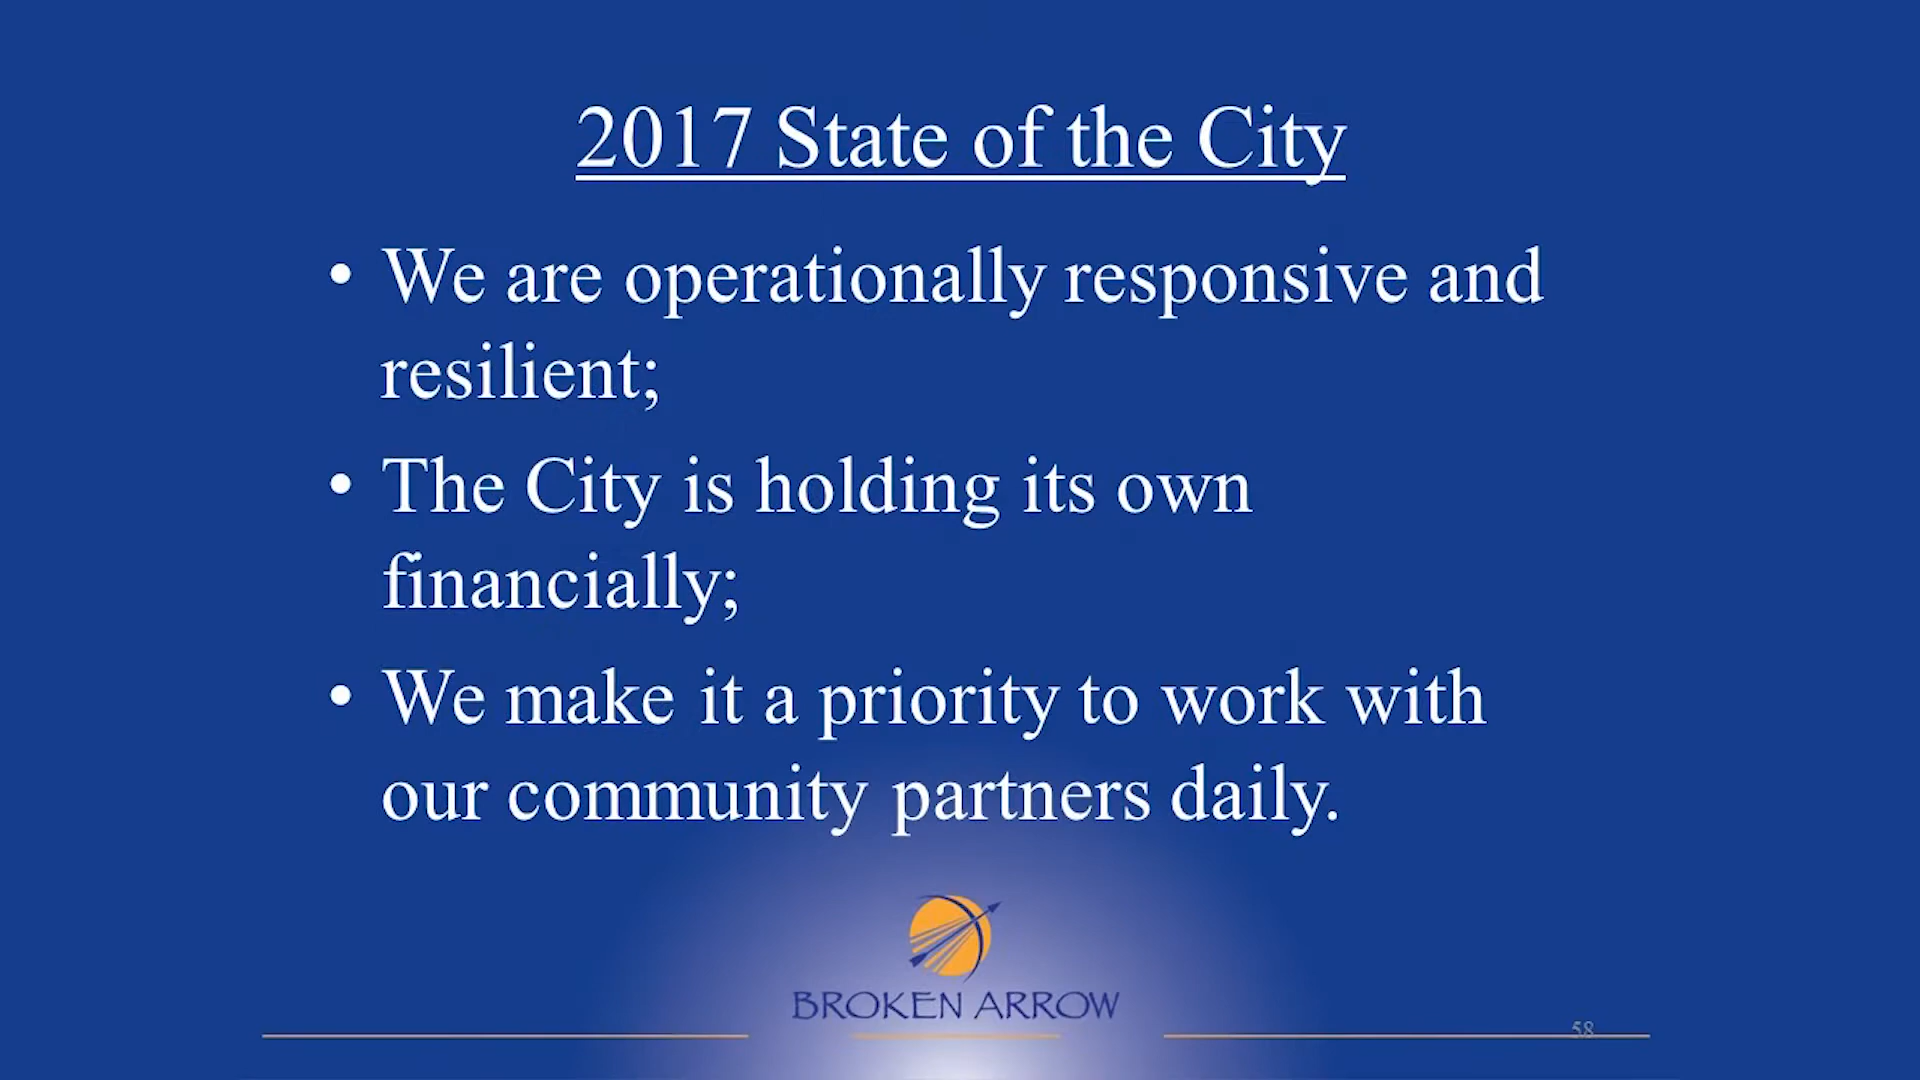 2017 State of the City
• We are operationally responsive and
resilient;
• The City is holding its own
financially;
• We make it a priority to work with
our community partners daily.
BROKEN ARROW
58